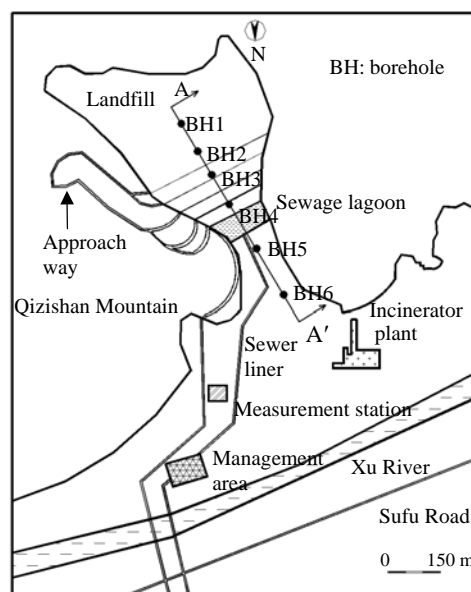 N
BH: borehole
Landfill
A
BH1
BH2
BH3
Sewage lagoon
BH4
Approach
way
BH5
BH6
Qizishan Mountain
A′
Incinerator
plant
Sewer
liner
Measurement station
Management
area
Xu River
Sufu Road
0 150 m